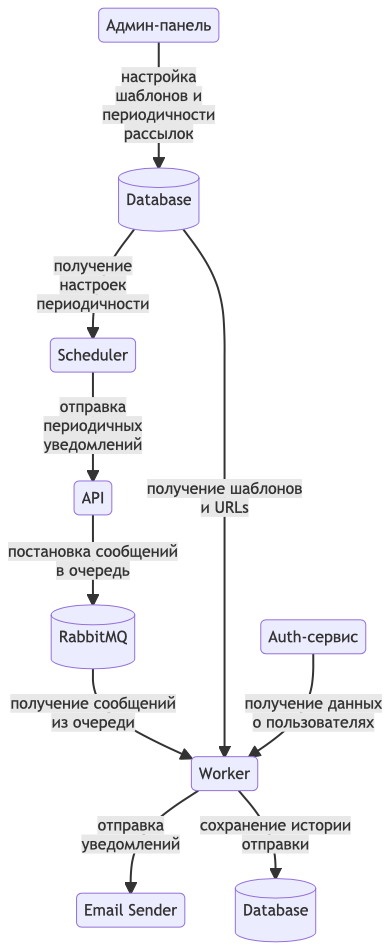 Админ-панель
настройка
шаблонов и
периодичности
рассылок
Database
получение
настроек
периодичности
Scheduler
отправка
периодичных
уведомлений
API
получение шаблонов
и URLs
постановка сообщений
в очередь
RabbitMQ
Auth-сервис
получение сообщений
из очереди
получение данных
о пользователях
Worker
отправка
уведомлений
сохранение истории
отправки
Email Sender
Database